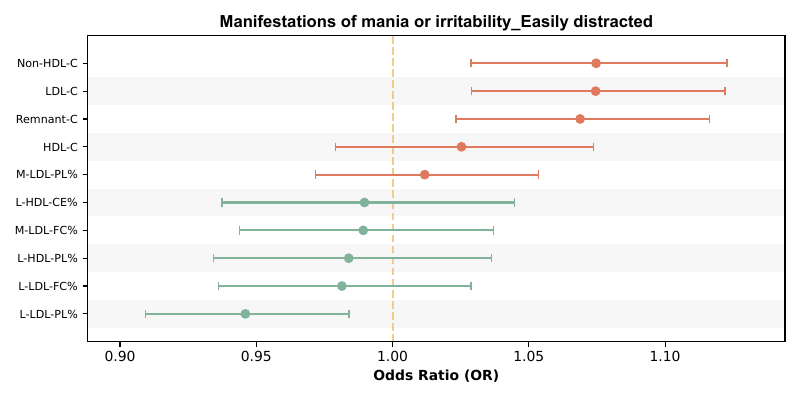 Manifestations of mania or irritability_Easily distracted
Non-HDL-C
LDL-C
Remnant-C
HDL-C
M-LDL-PL%
L-HDL-CE%
M-LDL-FC%
L-HDL-PL%
L-LDL-FC%
L-LDL-PL%
0.90 0.95 1.00 1.05 1.10
Odds Ratio (OR)